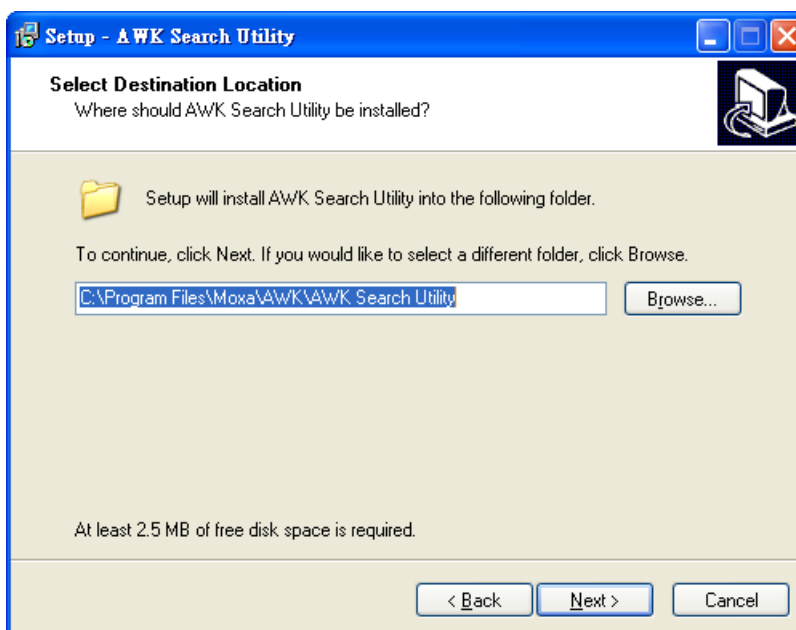 Setup - AWK Search Utility
Select Destination Location
Where should AWK Search Utility be installed?
Setup will install AWK Search Utility into the following folder.
To continue, click Next. If you would like to select a different folder, click Browse.
C:\Program Files\Moxa\AWK\AWK Search Utility
Browse...
At least 2.5 MB of free disk space is required.
< Back
Next >
Cancel